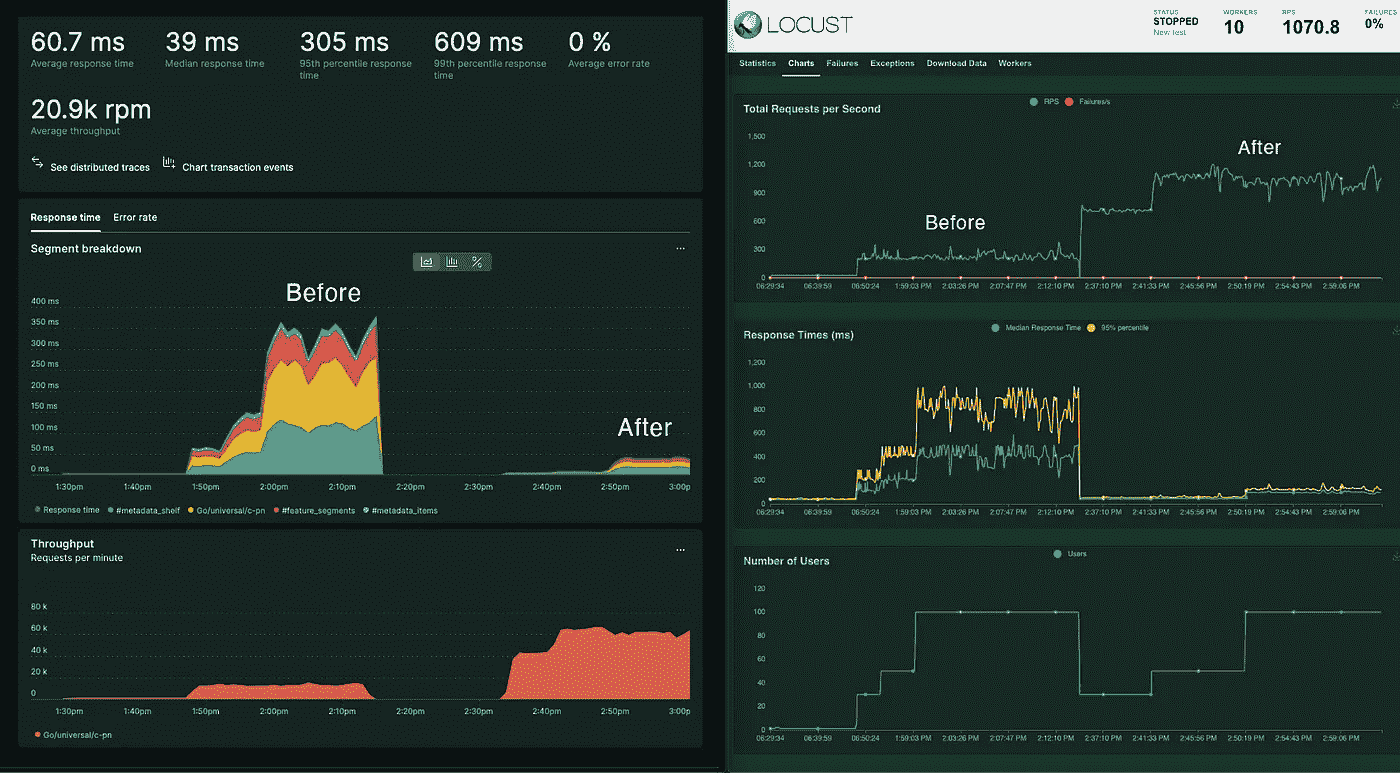 60.7 ms
Average response time
39 ms
Median response time
305 ms
95th percentile response
time
609 ms
99th percentile response
time
0 %
Average error rate
20.9k rpm
Average throughput
See distributed traces
Chart transaction events
Response time
Error rate
Segment breakdown
...
Before
After
400 ms
350 ms
300 ms
250 ms
200 ms
150 ms
100 ms
50 ms
0 ms
1:30pm 1:40pm 1:50pm 2:00pm 2:10pm 2:20pm 2:30pm 2:40pm 2:50pm 3:00p
Response time #metadata_shelf Go/universal/c-pn #feature_segments #metadata_items
Throughput
...
Requests per minute
80 k
60 k
40 k
20 k
0
1:30pm 1:40pm 1:50pm 2:00pm 2:10pm 2:20pm 2:30pm 2:40pm 2:50pm 3:00p
Go/universal/c-pn
LOCUST
STATUS
STOPPED
New test
WORKERS
10
RPS
1070.8
FAILURES
0%
Statistics Charts Failures Exceptions Download Data Workers
Total Requests per Second
RPS Failures/s
Before
After
1,500
1,200
900
600
300
0
06:29:34 06:39:59 06:50:24 1:59:03 PM 2:03:26 PM 2:07:47 PM 2:12:10 PM 2:37:10 PM 2:41:33 PM 2:45:56 PM 2:50:19 PM 2:54:43 PM 2:59:06 PM
Response Times (ms)
Median Response Time 95% percentile
1,200
1,000
800
600
400
200
0
06:29:34 06:39:59 06:50:24 1:59:03 PM 2:03:26 PM 2:07:47 PM 2:12:10 PM 2:37:10 PM 2:41:33 PM 2:45:56 PM 2:50:19 PM 2:54:43 PM 2:59:06 PM
Number of Users
Users
120
100
80
60
40
20
0
06:29:34 06:39:59 06:50:24 1:59:03 PM 2:03:26 PM 2:07:47 PM 2:12:10 PM 2:37:10 PM 2:41:33 PM 2:45:56 PM 2:50:19 PM 2:54:43 PM 2:59:06 PM